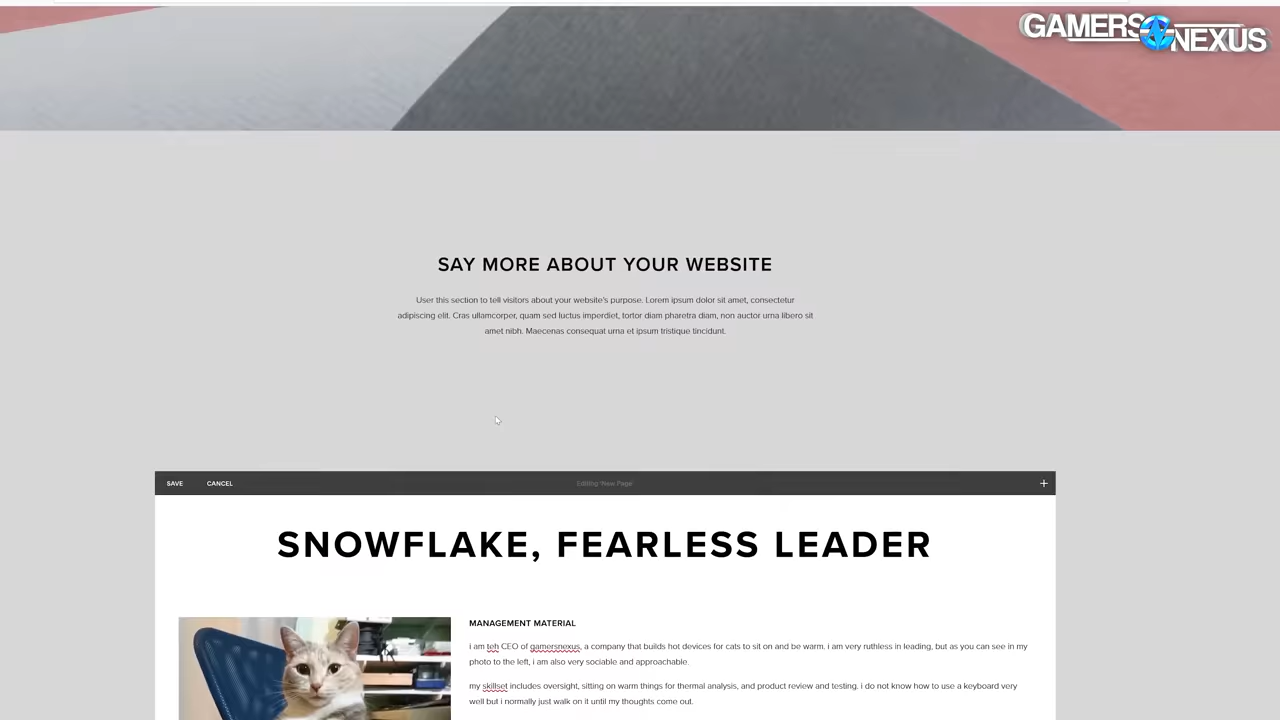 GAMERS NEXUS
SAY MORE ABOUT YOUR WEBSITE
User this section to tell visitors about your website's purpose. Lorem ipsum dolor sit amet, consectetur
adipiscing elit. Cras ullamcorper, quam sed luctus imperdiet, tortor diam pharetra diam, non auctor urna libero sit
amet nibh. Maecenas consequat urna et ipsum tristique tincidunt.
SAVE CANCEL Editing "New Page" +
SNOWFLAKE, FEARLESS LEADER
MANAGEMENT MATERIAL
i am teh CEO of gamersnexus, a company that builds hot devices for cats to sit on and be warm. i am very ruthless in leading, but as you can see in my
photo to the left, i am also very sociable and approachable.
my skillset includes oversight, sitting on warm things for thermal analysis, and product review and testing. i do not know how to use a keyboard very
well but i normally just walk on it until my thoughts come out.